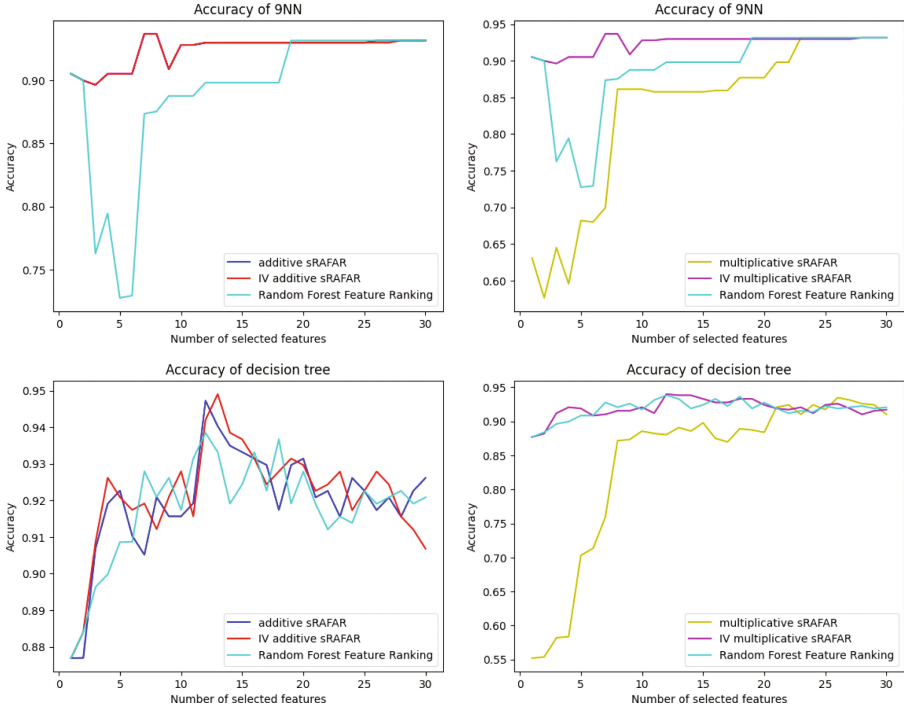 Accuracy of 9NN
0.90
0.85
0.80
0.75
Accuracy
0 5 10 15 20 25 30
Number of selected features
additive sRAFAR
IV additive sRAFAR
Random Forest Feature Ranking
Accuracy of 9NN
0.95
0.90
0.85
0.80
0.75
0.70
0.65
0.60
Accuracy
0 5 10 15 20 25 30
Number of selected features
multiplicative sRAFAR
IV multiplicative sRAFAR
Random Forest Feature Ranking
Accuracy of decision tree
0.95
0.94
0.93
0.92
0.91
0.90
0.89
0.88
Accuracy
0 5 10 15 20 25 30
Number of selected features
additive sRAFAR
IV additive sRAFAR
Random Forest Feature Ranking
Accuracy of decision tree
0.95
0.90
0.85
0.80
0.75
0.70
0.65
0.60
0.55
Accuracy
0 5 10 15 20 25 30
Number of selected features
multiplicative sRAFAR
IV multiplicative sRAFAR
Random Forest Feature Ranking